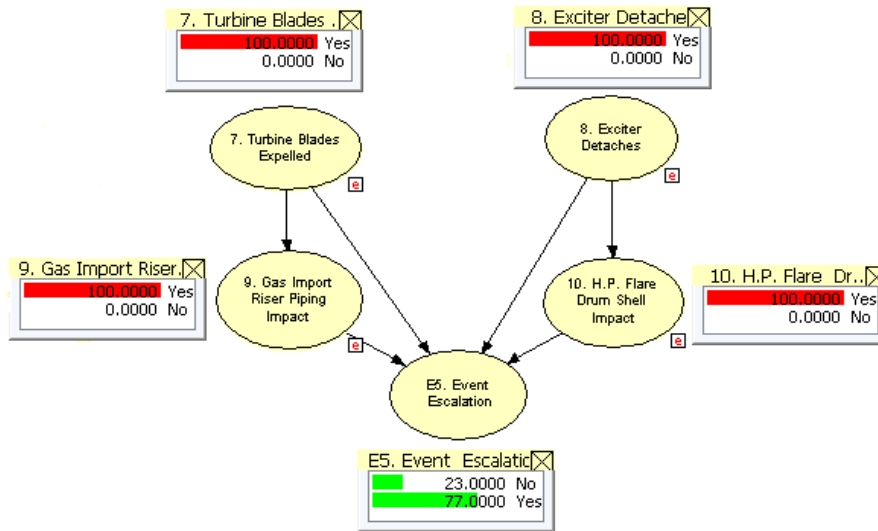 7. Turbine Blades .
100.0000 Yes
0.0000 No
8. Exciter Detache
100.0000 Yes
0.0000 No
7. Turbine Blades
Expelled
e
8. Exciter
Detaches
e
9. Gas Import Riser.
100.0000 Yes
0.0000 No
9. Gas Import
Riser Piping
Impact
e
10. H.P. Flare
Drum Shell
Impact
e
10. H.P. Flare Dr..
100.0000 Yes
0.0000 No
E5. Event
Escalation
E5. Event Escalatic
23.0000 No
77.0000 Yes